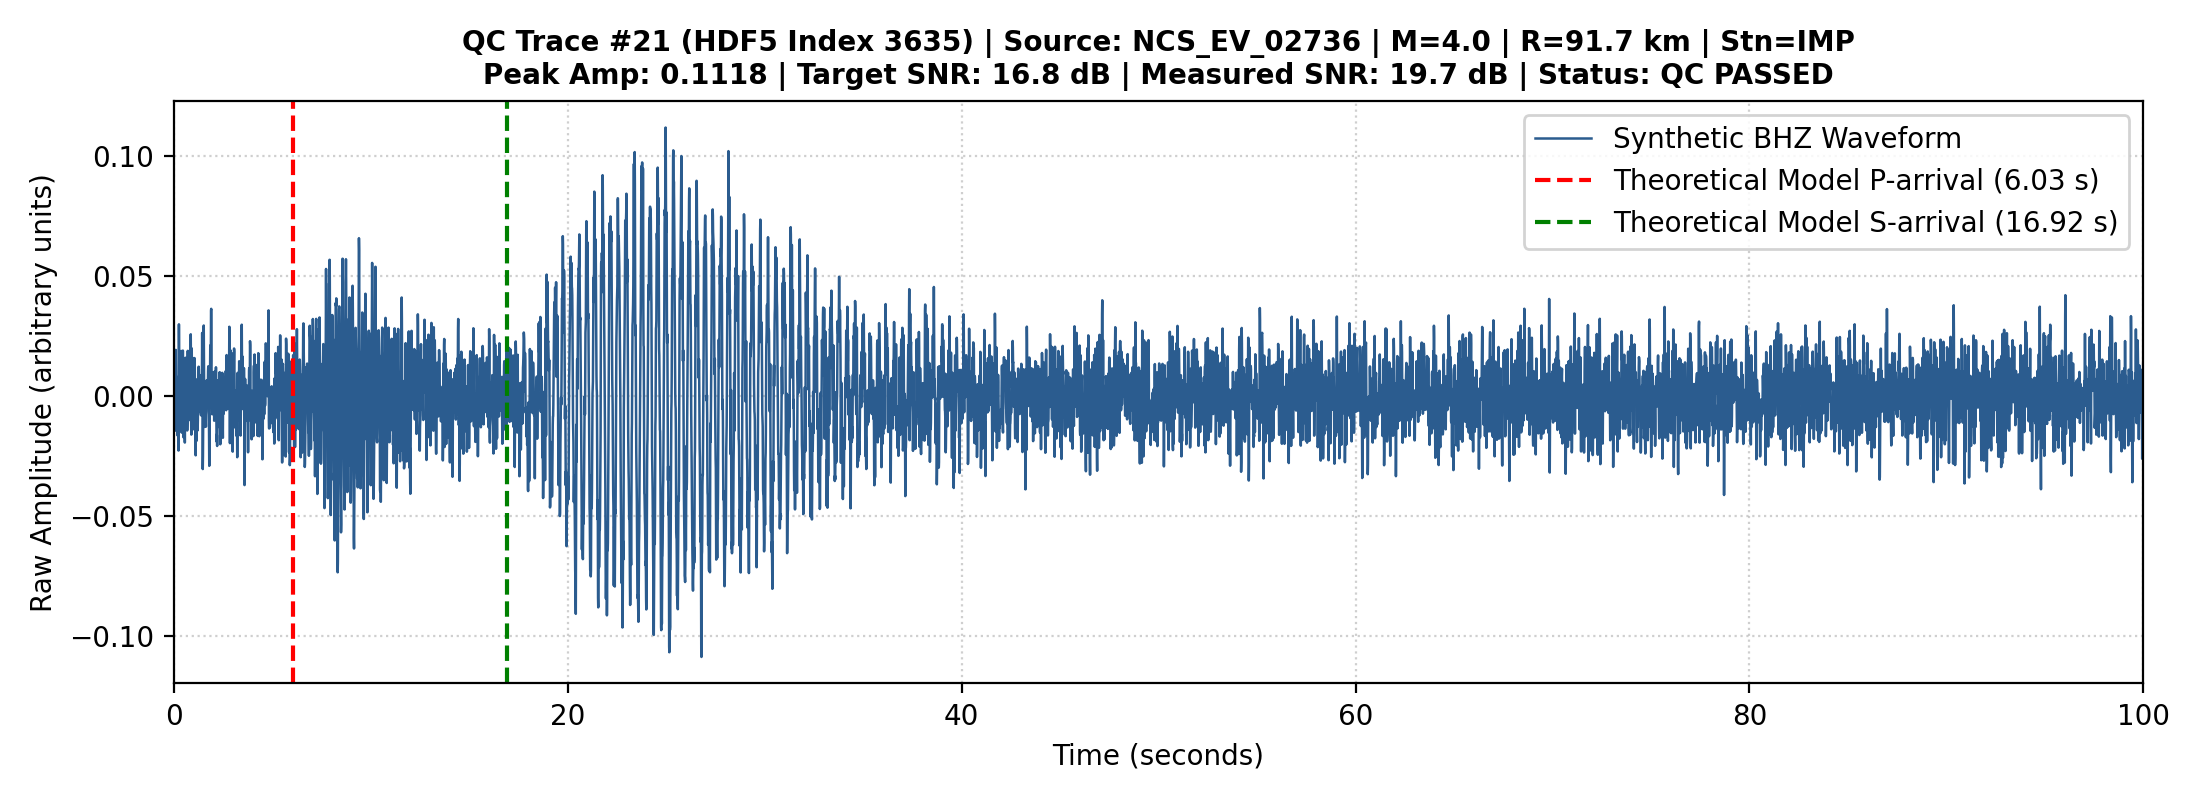 QC Trace #21 (HDF5 Index 3635) | Source: NCS_EV_02736 | M=4.0 | R=91.7 km | Stn=IMP
Peak Amp: 0.1118 | Target SNR: 16.8 dB | Measured SNR: 19.7 dB | Status: QC PASSED
Synthetic BHZ Waveform
Theoretical Model P-arrival (6.03 s)
Theoretical Model S-arrival (16.92 s)
Raw Amplitude (arbitrary units)
0.10
0.05
0.00
−0.05
−0.10
0 20 40 60 80 100
Time (seconds)